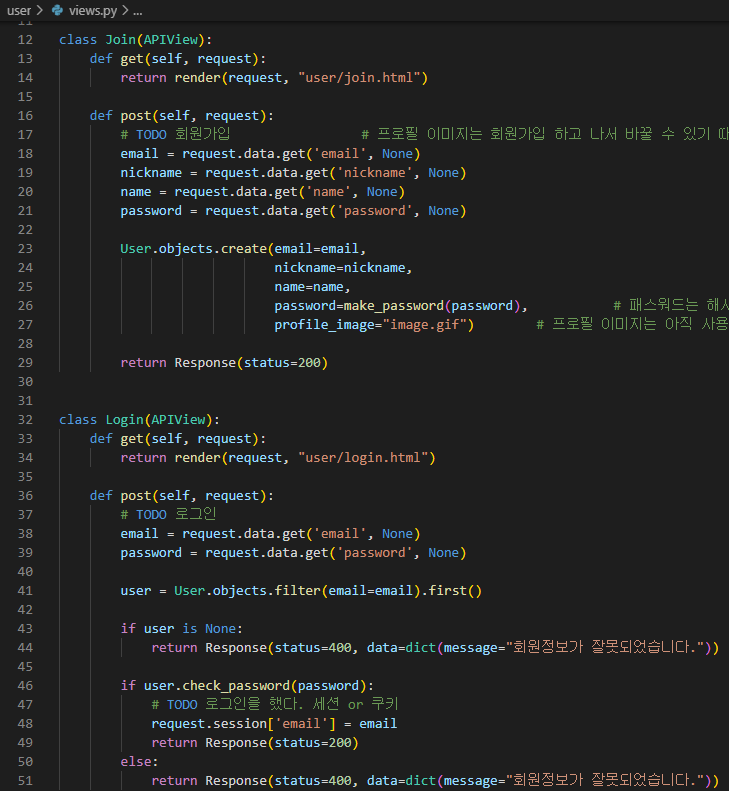 user > views.py > ...
11
12 class Join(APIView):
13     def get(self, request):
14         return render(request, "user/join.html")
15
16     def post(self, request):
17         # TODO 회원가입                 # 프로필 이미지는 회원가입 하고 나서 바꿀 수 있기
18         email = request.data.get('email', None)
19         nickname = request.data.get('nickname', None)
20         name = request.data.get('name', None)
21         password = request.data.get('password', None)
22
23         User.objects.create(email=email,
24                             nickname=nickname,
25                             name=name,
26                             password=make_password(password),           # 패스워드는
27                             profile_image="image.gif")        # 프로필 이미지는 아직
28
29         return Response(status=200)
30
31
32 class Login(APIView):
33     def get(self, request):
34         return render(request, "user/login.html")
35
36     def post(self, request):
37         # TODO 로그인
38         email = request.data.get('email', None)
39         password = request.data.get('password', None)
40
41         user = User.objects.filter(email=email).first()
42
43         if user is None:
44             return Response(status=400, data=dict(message="회원정보가 잘못되었습니다."))
45
46         if user.check_password(password):
47             # TODO 로그인을 했다. 세션 or 쿠키
48             request.session['email'] = email
49             return Response(status=200)
50         else:
51             return Response(status=400, data=dict(message="회원정보가 잘못되었습니다."))